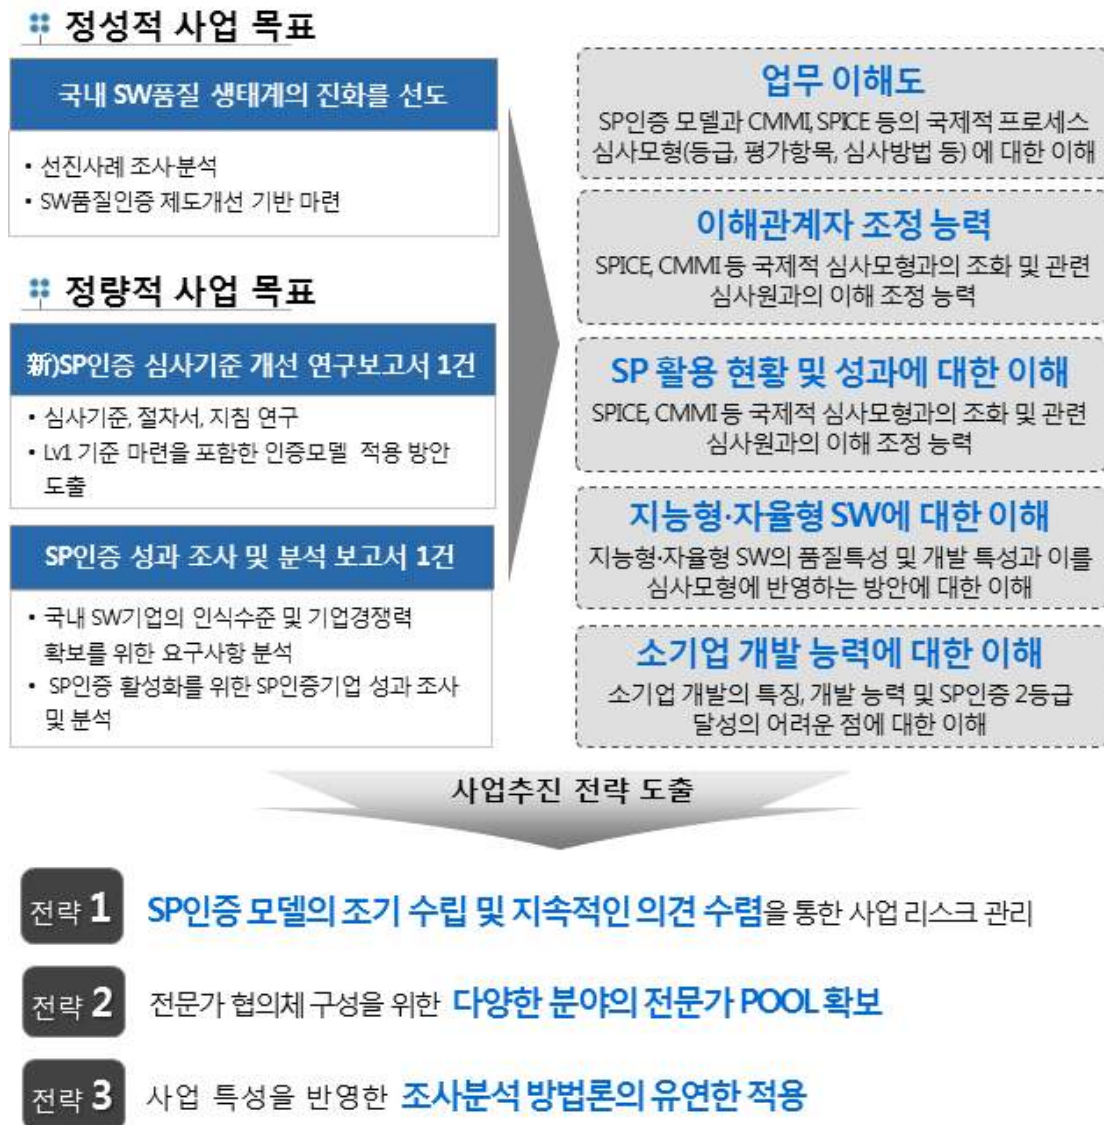 정성적 사업 목표
국내 SW품질 생태계의 진화를 선도
• 선진사례 조사·분석
• SW품질인증 제도개선 기반 마련
정량적 사업 목표
新)SP인증 심사기준 개선 연구보고서 1건
• 심사기준, 절차서, 지침 연구
• Lv1 기준 마련을 포함한 인증모델 적용 방안
도출
SP인증 성과 조사 및 분석 보고서 1건
• 국내 SW기업의 인식수준 및 기업경쟁력
확보를 위한 요구사항 분석
• SP인증 활성화를 위한 SP인증기업 성과 조사
및 분석
업무 이해도
SP인증 모델과 CMMI, SPICE 등의 국제적 프로세스
심사모형(등급, 평가항목, 심사방법 등) 에 대한 이해
이해관계자 조정 능력
SPICE, CMMI 등 국제적 심사모형과의 조화 및 관련
심사원과의 이해 조정 능력
SP 활용 현황 및 성과에 대한 이해
SPICE, CMMI 등 국제적 심사모형과의 조화 및 관련
심사원과의 이해 조정 능력
지능형·자율형 SW에 대한 이해
지능형·자율형 SW의 품질특성 및 개발 특성과 이를
심사모형에 반영하는 방안에 대한 이해
소기업 개발 능력에 대한 이해
소기업 개발의 특징, 개발 능력 및 SP인증 2등급
달성의 어려운 점에 대한 이해
사업추진 전략 도출
전략 1 SP인증 모델의 조기 수립 및 지속적인 의견 수렴을 통한 사업 리스크 관리
전략 2 전문가 협의체 구성을 위한 다양한 분야의 전문가 POOL 확보
전략 3 사업 특성을 반영한 조사분석 방법론의 유연한 적용